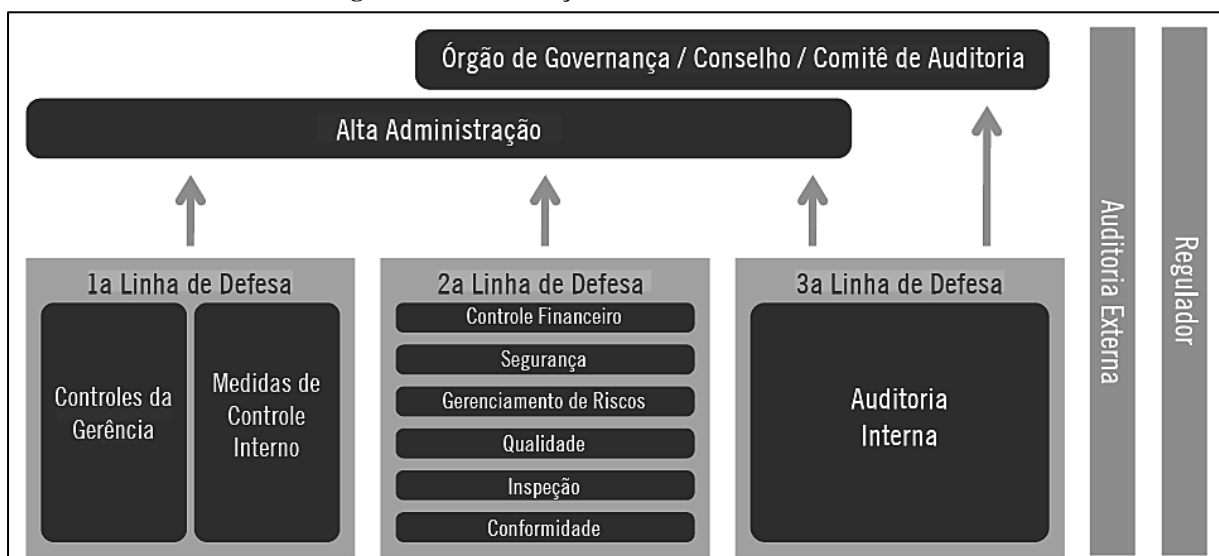 Órgão de Governança / Conselho / Comitê de Auditoria
Alta Administração
1a Linha de Defesa
Controles da
Gerência
Medidas de
Controle
Interno
2a Linha de Defesa
Controle Financeiro
Segurança
Gerenciamento de Riscos
Qualidade
Inspeção
Conformidade
3a Linha de Defesa
Auditoria
Interna
Auditoria Externa
Regulador